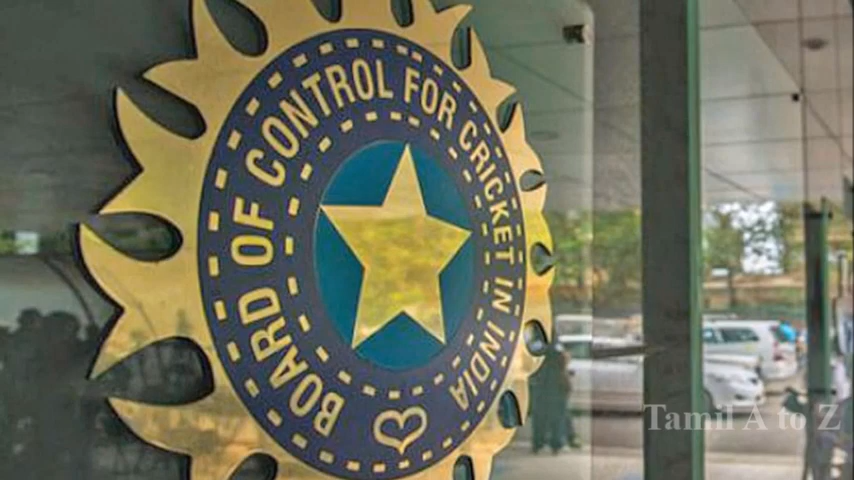 BOARD OF CONTROL FOR CRICKET IN INDIA
Tamil A to Z